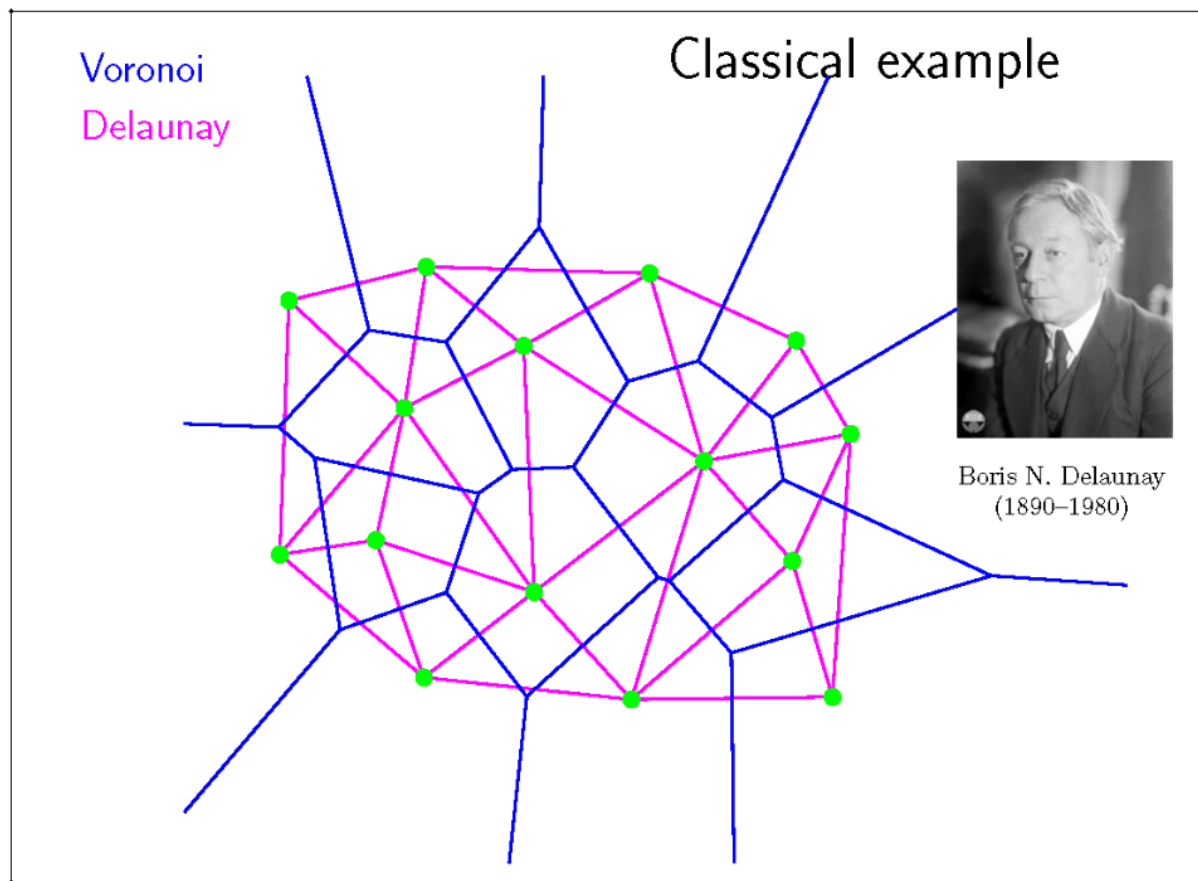 Classical example
Voronoi
Delaunay
Boris N. Delaunay
(1890–1980)